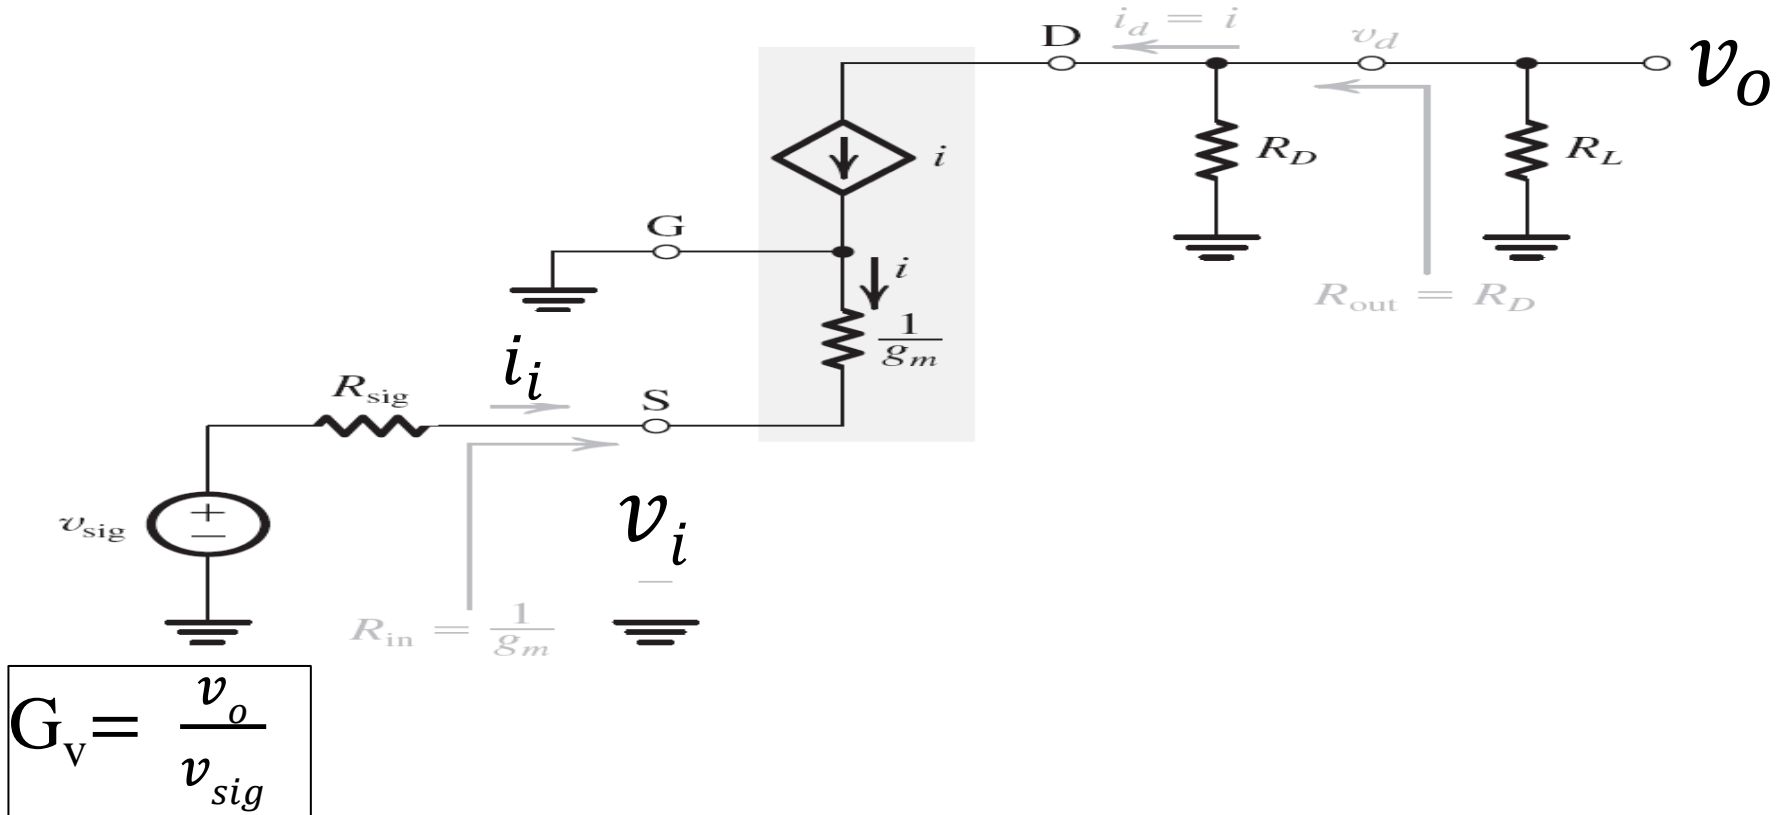 i_d = i
D
v_d
v_o
i
R_D
R_L
G
i
R_out = R_D
1/g_m
i_i
R_sig
S
+
−
v_sig
v_i
−
R_in = 1/g_m
G_v = v_o/v_sig